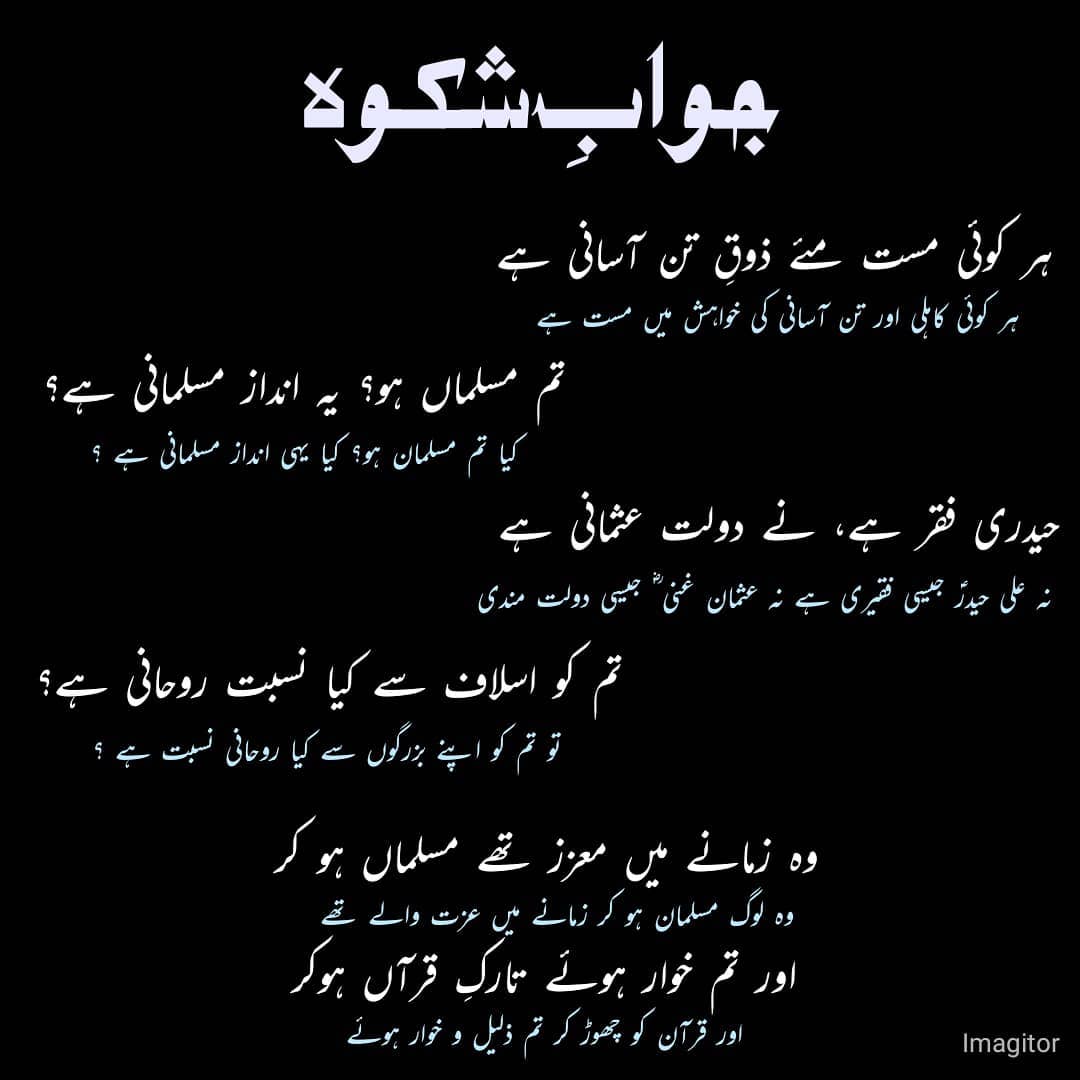 جوابِ شکوہ
ہر کوئی مست مئے ذوقِ تن آسانی ہے
ہر کوئی کاہلی اور تن آسانی کی خواہش میں مست ہے
تم مسلماں ہو؟ یہ انداز مسلمانی ہے؟
کیا تم مسلمان ہو؟ کیا یہی انداز مسلمانی ہے ؟
حیدری فقر ہے، نے دولت عثمانی ہے
نہ علی حیدرؑ جیسی فقیری ہے نہ عثمان غنیؓ جیسی دولت مندی
تم کو اسلاف سے کیا نسبت روحانی ہے؟
تو تم کو اپنے بزرگوں سے کیا روحانی نسبت ہے ؟
وہ زمانے میں معزز تھے مسلماں ہو کر
وہ لوگ مسلمان ہو کر زمانے میں عزت والے تھے
اور تم خوار ہوئے تارکِ قرآں ہوکر
اور قرآن کو چھوڑ کر تم ذلیل و خوار ہوئے
Imagitor